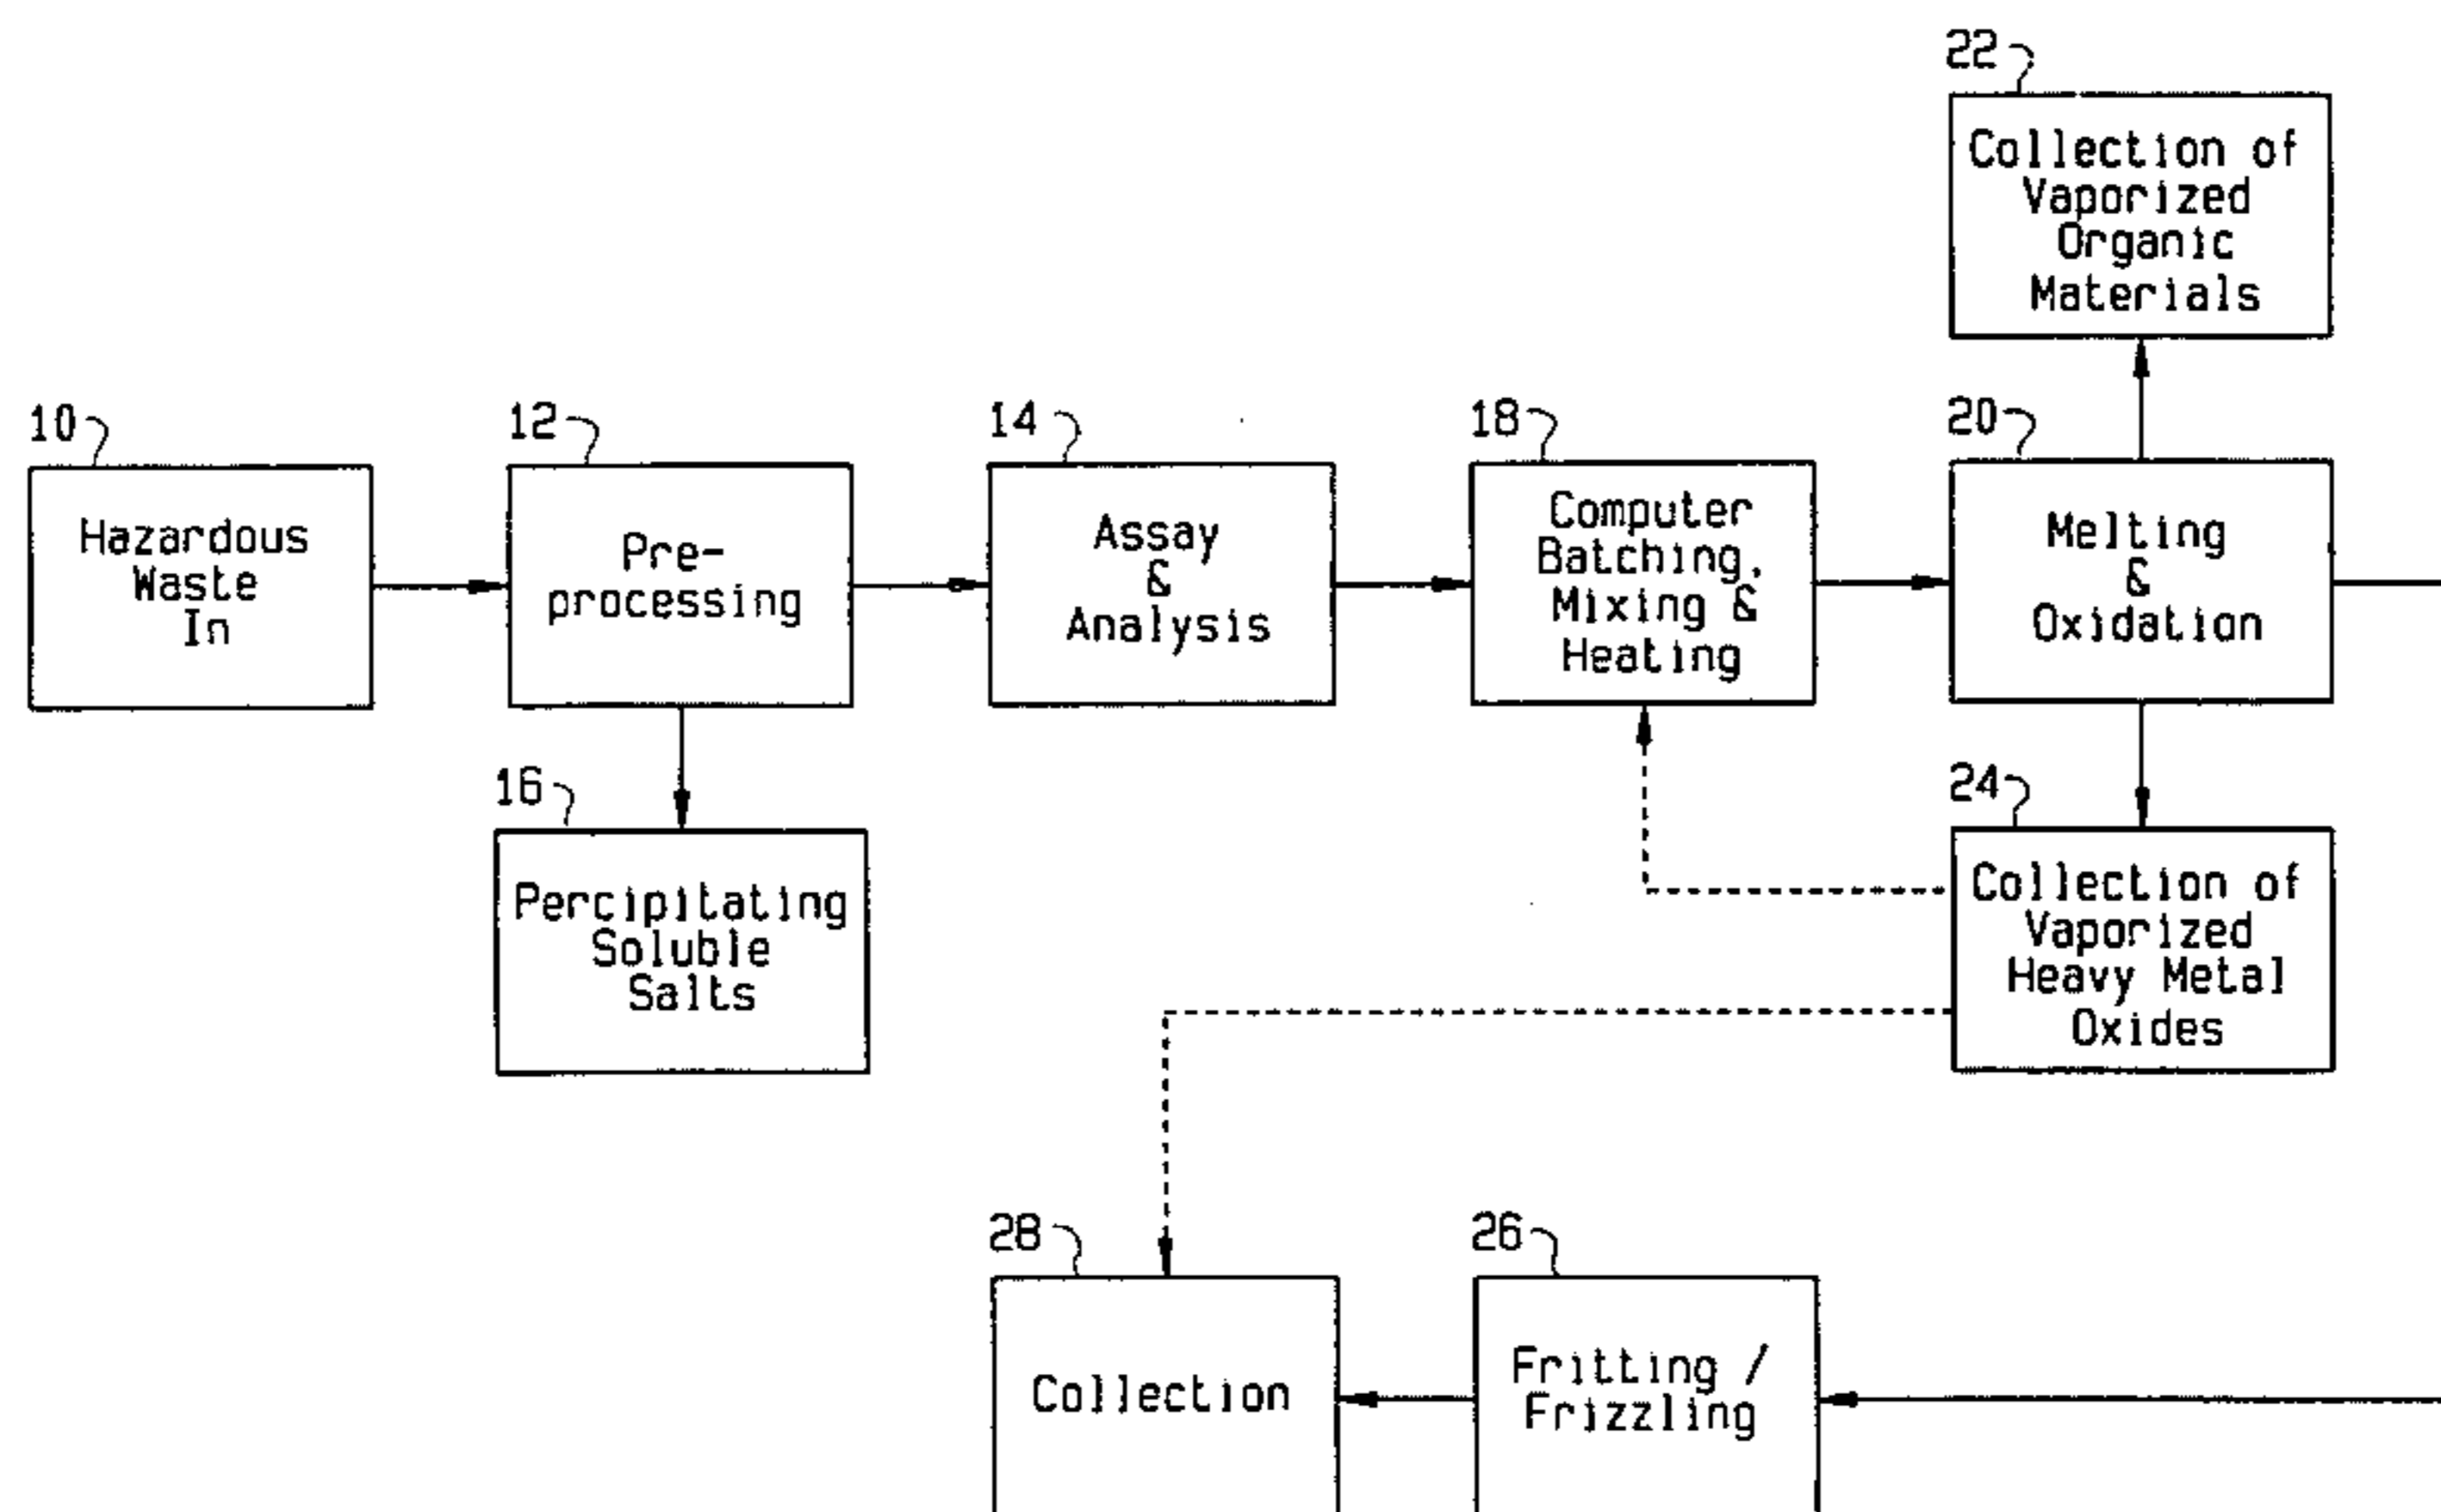 22
Collection of
Vaporized
Organic
Materials
10
Hazardous
Waste
In
12
Pre-
processing
14
Assay
&
Analysis
18
Computer
Batching,
Mixing &
Heating
20
Melting
&
Oxidation
16
Percipitating
Soluble
Salts
24
Collection of
Vaporized
Heavy Metal
Oxides
28
Collection
26
Fritting /
Frizzling